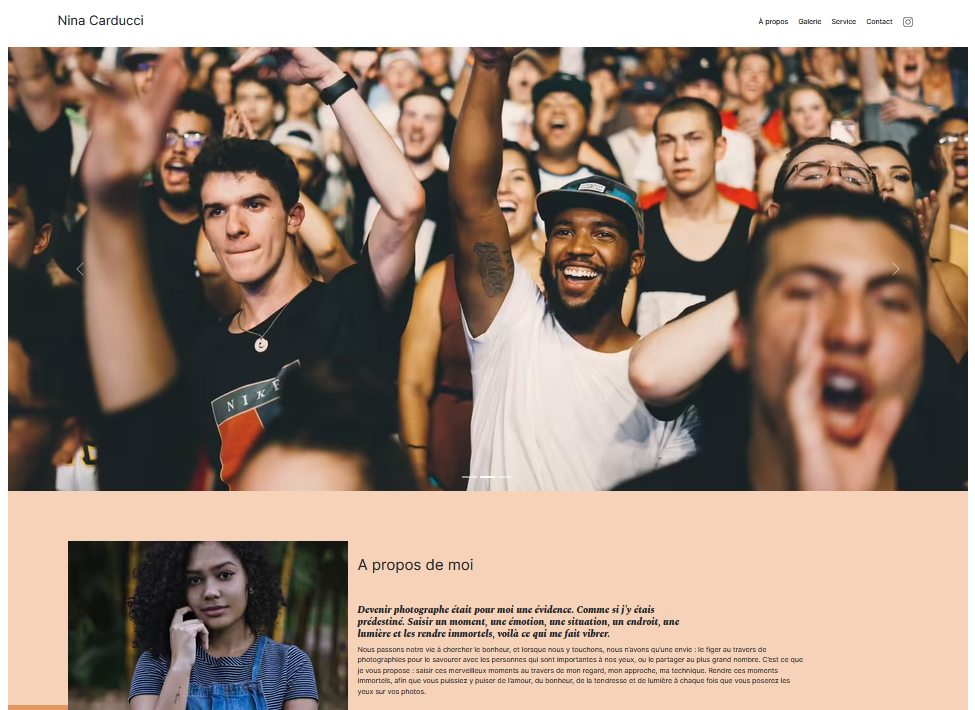 Nina Carducci
À propos Galerie Service Contact
NIKE
A propos de moi
Devenir photographe était pour moi une évidence. Comme si j'y étais
prédestiné. Saisir un moment, une émotion, une situation, un endroit, une
lumière et les rendre immortels, voilà ce qui me fait vibrer.
Nous passons notre vie à chercher le bonheur, et lorsque nous y touchons, nous n'avons qu'une envie : le figer au travers de
photographies pour le savourer avec les personnes qui sont importantes à nos yeux, ou le partager au plus grand nombre. C'est ce que
je vous propose : saisir ces merveilleux moments au travers de mon regard, mon approche, ma technique. Rendre ces moments
immortels, afin que vous puissiez y puiser de l'amour, du bonheur, de la tendresse et de lumière à chaque fois que vous poserez les
yeux sur vos photos.